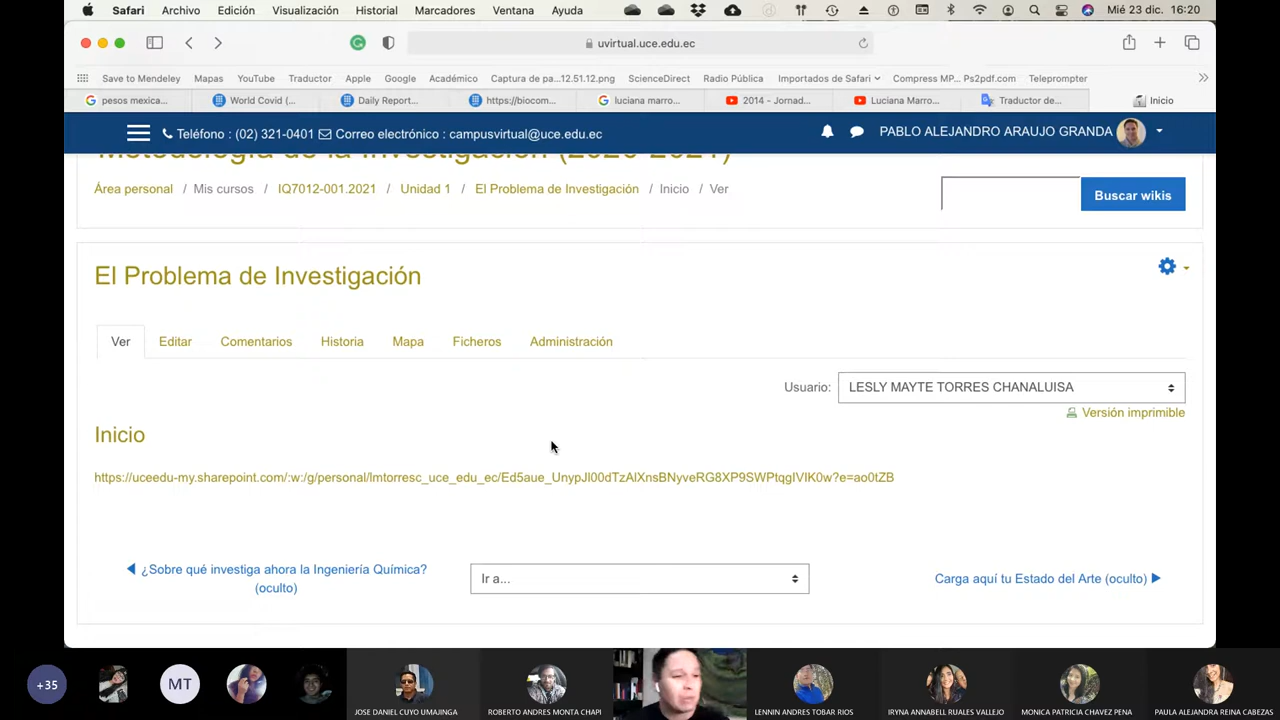 Safari Archivo Edición Visualización Historial Marcadores Ventana Ayuda Mié 23 dic. 16:20
uvirtual.uce.edu.ec
Save to Mendeley Mapas YouTube Traductor Apple Google Académico Captura de pa...12.51.12.png ScienceDirect Radio Pública Importados de Safari Compress MP... Ps2pdf.com Teleprompter
pesos mexica... World Covid (... Daily Report... https://biocom... luciana marro... 2014 - Jornad... Luciana Marro... Traductor de... Inicio
Teléfono : (02) 321-0401 Correo electrónico : campusvirtual@uce.edu.ec PABLO ALEJANDRO ARAUJO GRANDA
Metodología de la Investigación (2020-2021)
Área personal / Mis cursos / IQ7012-001.2021 / Unidad 1 / El Problema de Investigación / Inicio / Ver
Buscar wikis
El Problema de Investigación
Ver Editar Comentarios Historia Mapa Ficheros Administración
Usuario: LESLY MAYTE TORRES CHANALUISA
Versión imprimible
Inicio
https://uceedu-my.sharepoint.com/:w:/g/personal/lmtorresc_uce_edu_ec/Ed5aue_UnypJl00dTzAlXnsBNyveRG8XP9SWPtqgIVIK0w?e=ao0tZB
¿Sobre qué investiga ahora la Ingeniería Química?
(oculto)
Ir a...
Carga aquí tu Estado del Arte (oculto)
+35 MT
JOSE DANIEL CUYO UMAJINGA ROBERTO ANDRES MONTA CHAPI LENNIN ANDRES TOBAR RIOS IRYNA ANNABELL RUALES VALLEJO MONICA PATRICIA CHAVEZ PENA PAULA ALEJANDRA REINA CABEZAS